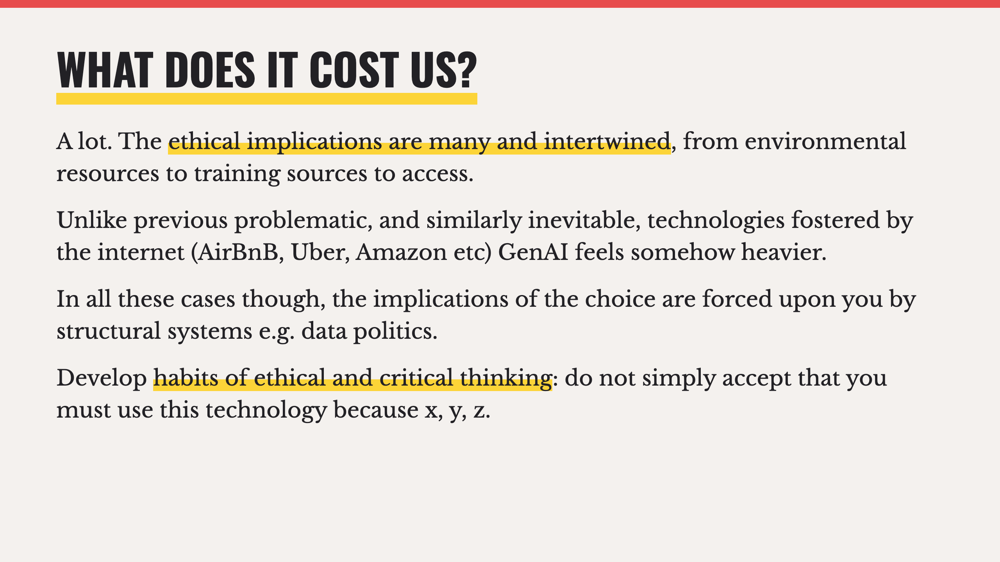 WHAT DOES IT COST US?
A lot. The ethical implications are many and intertwined, from environmental
resources to training sources to access.
Unlike previous problematic, and similarly inevitable, technologies fostered by
the internet (AirBnB, Uber, Amazon etc) GenAI feels somehow heavier.
In all these cases though, the implications of the choice are forced upon you by
structural systems e.g. data politics.
Develop habits of ethical and critical thinking: do not simply accept that you
must use this technology because x, y, z.